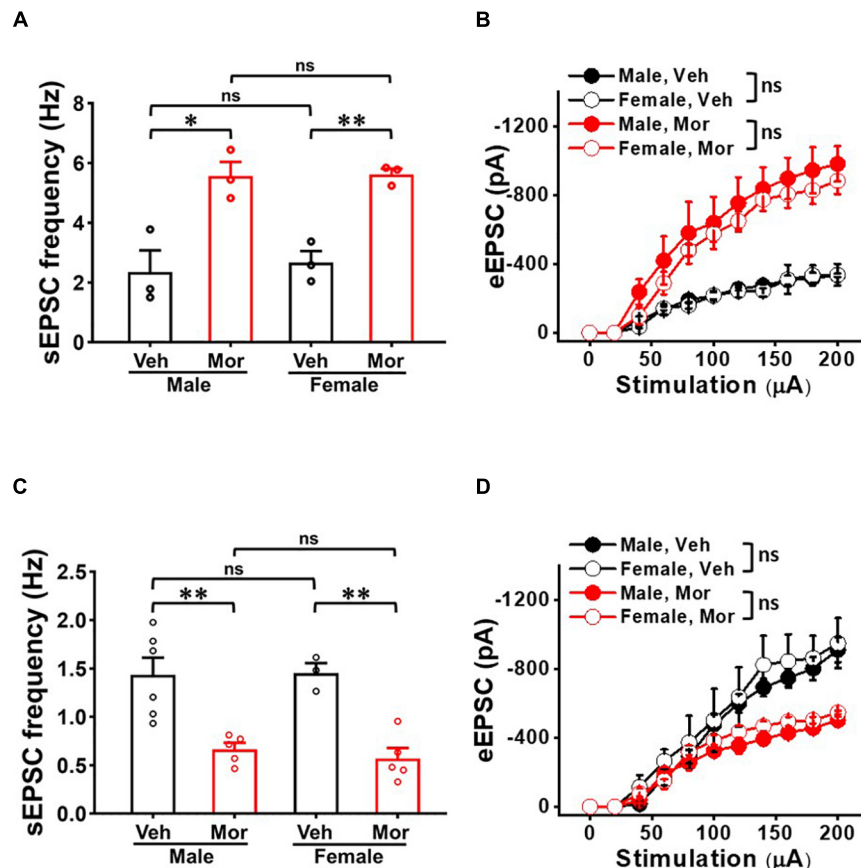 A
ns
ns
* **
sEPSC frequency (Hz)
8
6
4
2
0
Veh Mor Veh Mor
Male Female
B
Male, Veh
Female, Veh
ns
Male, Mor
Female, Mor
ns
eEPSC (pA)
-1200
-800
-400
0
0 50 100 150 200
Stimulation (μA)
C
ns
ns
** **
sEPSC frequency (Hz)
2.5
2.0
1.5
1.0
0.5
0.0
Veh Mor Veh Mor
Male Female
D
Male, Veh
Female, Veh
ns
Male, Mor
Female, Mor
ns
eEPSC (pA)
-1200
-800
-400
0
0 50 100 150 200
Stimulation (μA)